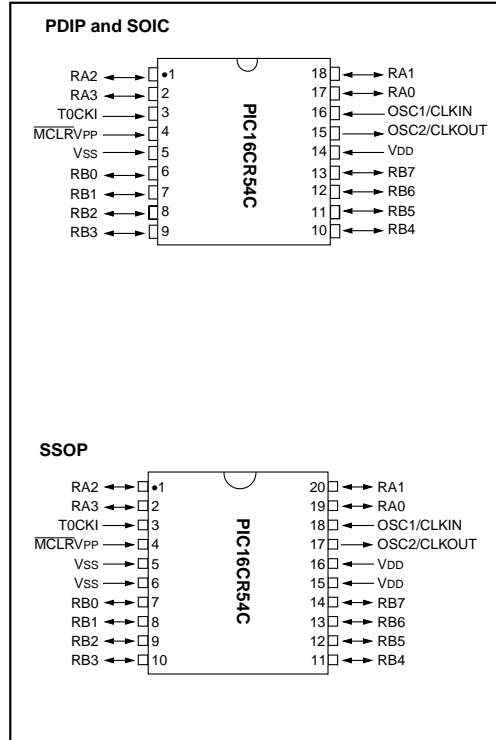 PDIP and SOIC
RA2 •1 18 RA1
RA3 2 17 RA0
T0CKI 3 16 OSC1/CLKIN
MCLRVPP 4 15 OSC2/CLKOUT
VSS 5 14 VDD
RB0 6 13 RB7
RB1 7 12 RB6
RB2 8 11 RB5
RB3 9 10 RB4
PIC16CR54C
SSOP
RA2 •1 20 RA1
RA3 2 19 RA0
T0CKI 3 18 OSC1/CLKIN
MCLRVPP 4 17 OSC2/CLKOUT
VSS 5 16 VDD
VSS 6 15 VDD
RB0 7 14 RB7
RB1 8 13 RB6
RB2 9 12 RB5
RB3 10 11 RB4
PIC16CR54C